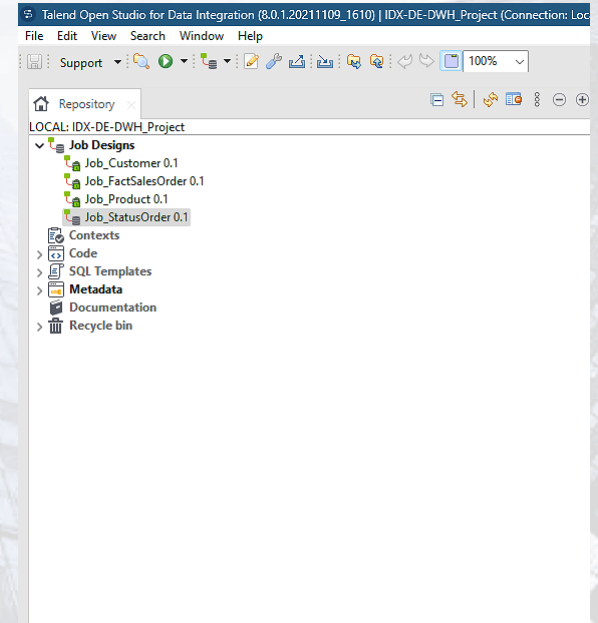 Talend Open Studio for Data Integration (8.0.1.20211109_1610) | IDX-DE-DWH_Project (Connection: Loc
File Edit View Search Window Help
Support 100%
Repository
LOCAL: IDX-DE-DWH_Project
Job Designs
Job_Customer 0.1
Job_FactSalesOrder 0.1
Job_Product 0.1
Job_StatusOrder 0.1
Contexts
Code
SQL Templates
Metadata
Documentation
Recycle bin